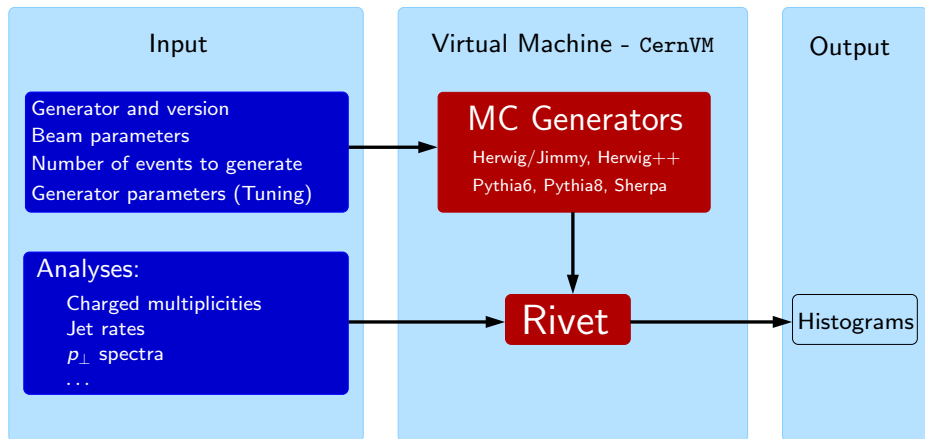 Input
Generator and version
Beam parameters
Number of events to generate
Generator parameters (Tuning)
Analyses:
Charged multiplicities
Jet rates
p⊥ spectra
...
Virtual Machine - CernVM
MC Generators
Herwig/Jimmy, Herwig++
Pythia6, Pythia8, Sherpa
Rivet
Output
Histograms